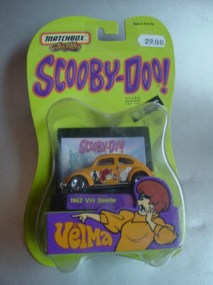 MATCHBOX
29.00
SCOOBY-DOO!
SCOOBY-DOO!
1962 VW Beetle
Velma